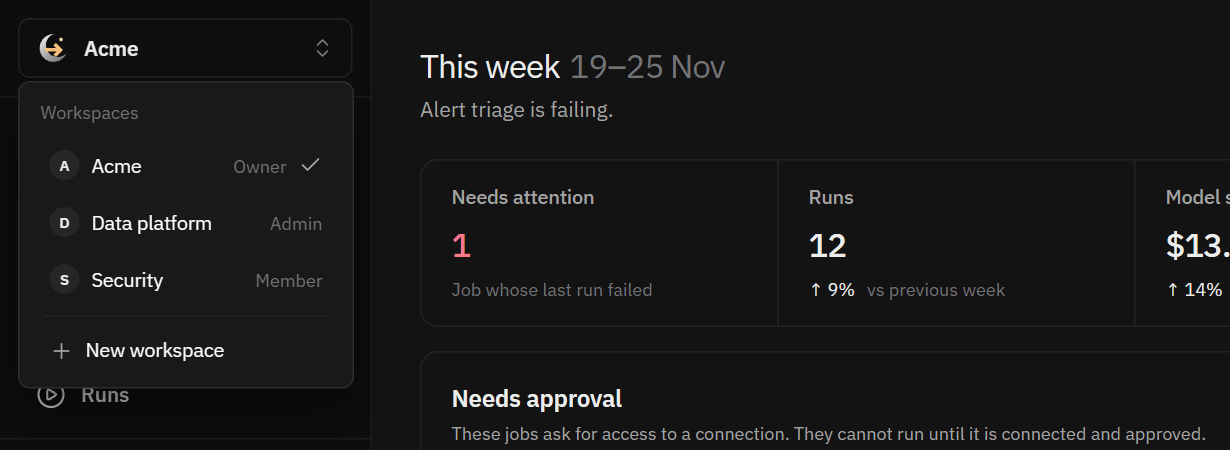 Acme
Workspaces
A Acme Owner
D Data platform Admin
S Security Member
New workspace
Runs
This week 19–25 Nov
Alert triage is failing.
Needs attention
1
Job whose last run failed
Runs
12
↑ 9% vs previous week
Model
$13.
↑ 14%
Needs approval
These jobs ask for access to a connection. They cannot run until it is connected and approved.